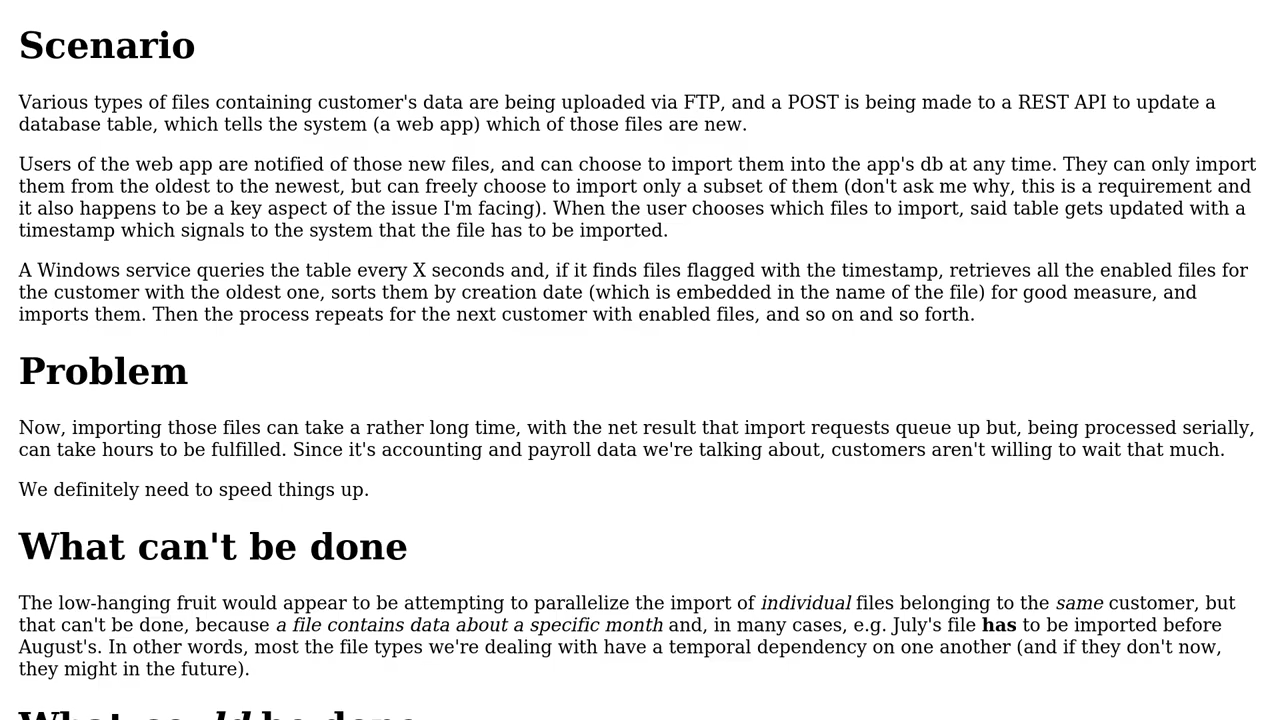 Scenario
Various types of files containing customer's data are being uploaded via FTP, and a POST is being made to a REST API to update a
database table, which tells the system (a web app) which of those files are new.
Users of the web app are notified of those new files, and can choose to import them into the app's db at any time. They can only import
them from the oldest to the newest, but can freely choose to import only a subset of them (don't ask me why, this is a requirement and
it also happens to be a key aspect of the issue I'm facing). When the user chooses which files to import, said table gets updated with a
timestamp which signals to the system that the file has to be imported.
A Windows service queries the table every X seconds and, if it finds files flagged with the timestamp, retrieves all the enabled files for
the customer with the oldest one, sorts them by creation date (which is embedded in the name of the file) for good measure, and
imports them. Then the process repeats for the next customer with enabled files, and so on and so forth.
Problem
Now, importing those files can take a rather long time, with the net result that import requests queue up but, being processed serially,
can take hours to be fulfilled. Since it's accounting and payroll data we're talking about, customers aren't willing to wait that much.
We definitely need to speed things up.
What can't be done
The low-hanging fruit would appear to be attempting to parallelize the import of individual files belonging to the same customer, but
that can't be done, because a file contains data about a specific month and, in many cases, e.g. July's file has to be imported before
August's. In other words, most the file types we're dealing with have a temporal dependency on one another (and if they don't now,
they might in the future).
What could be done